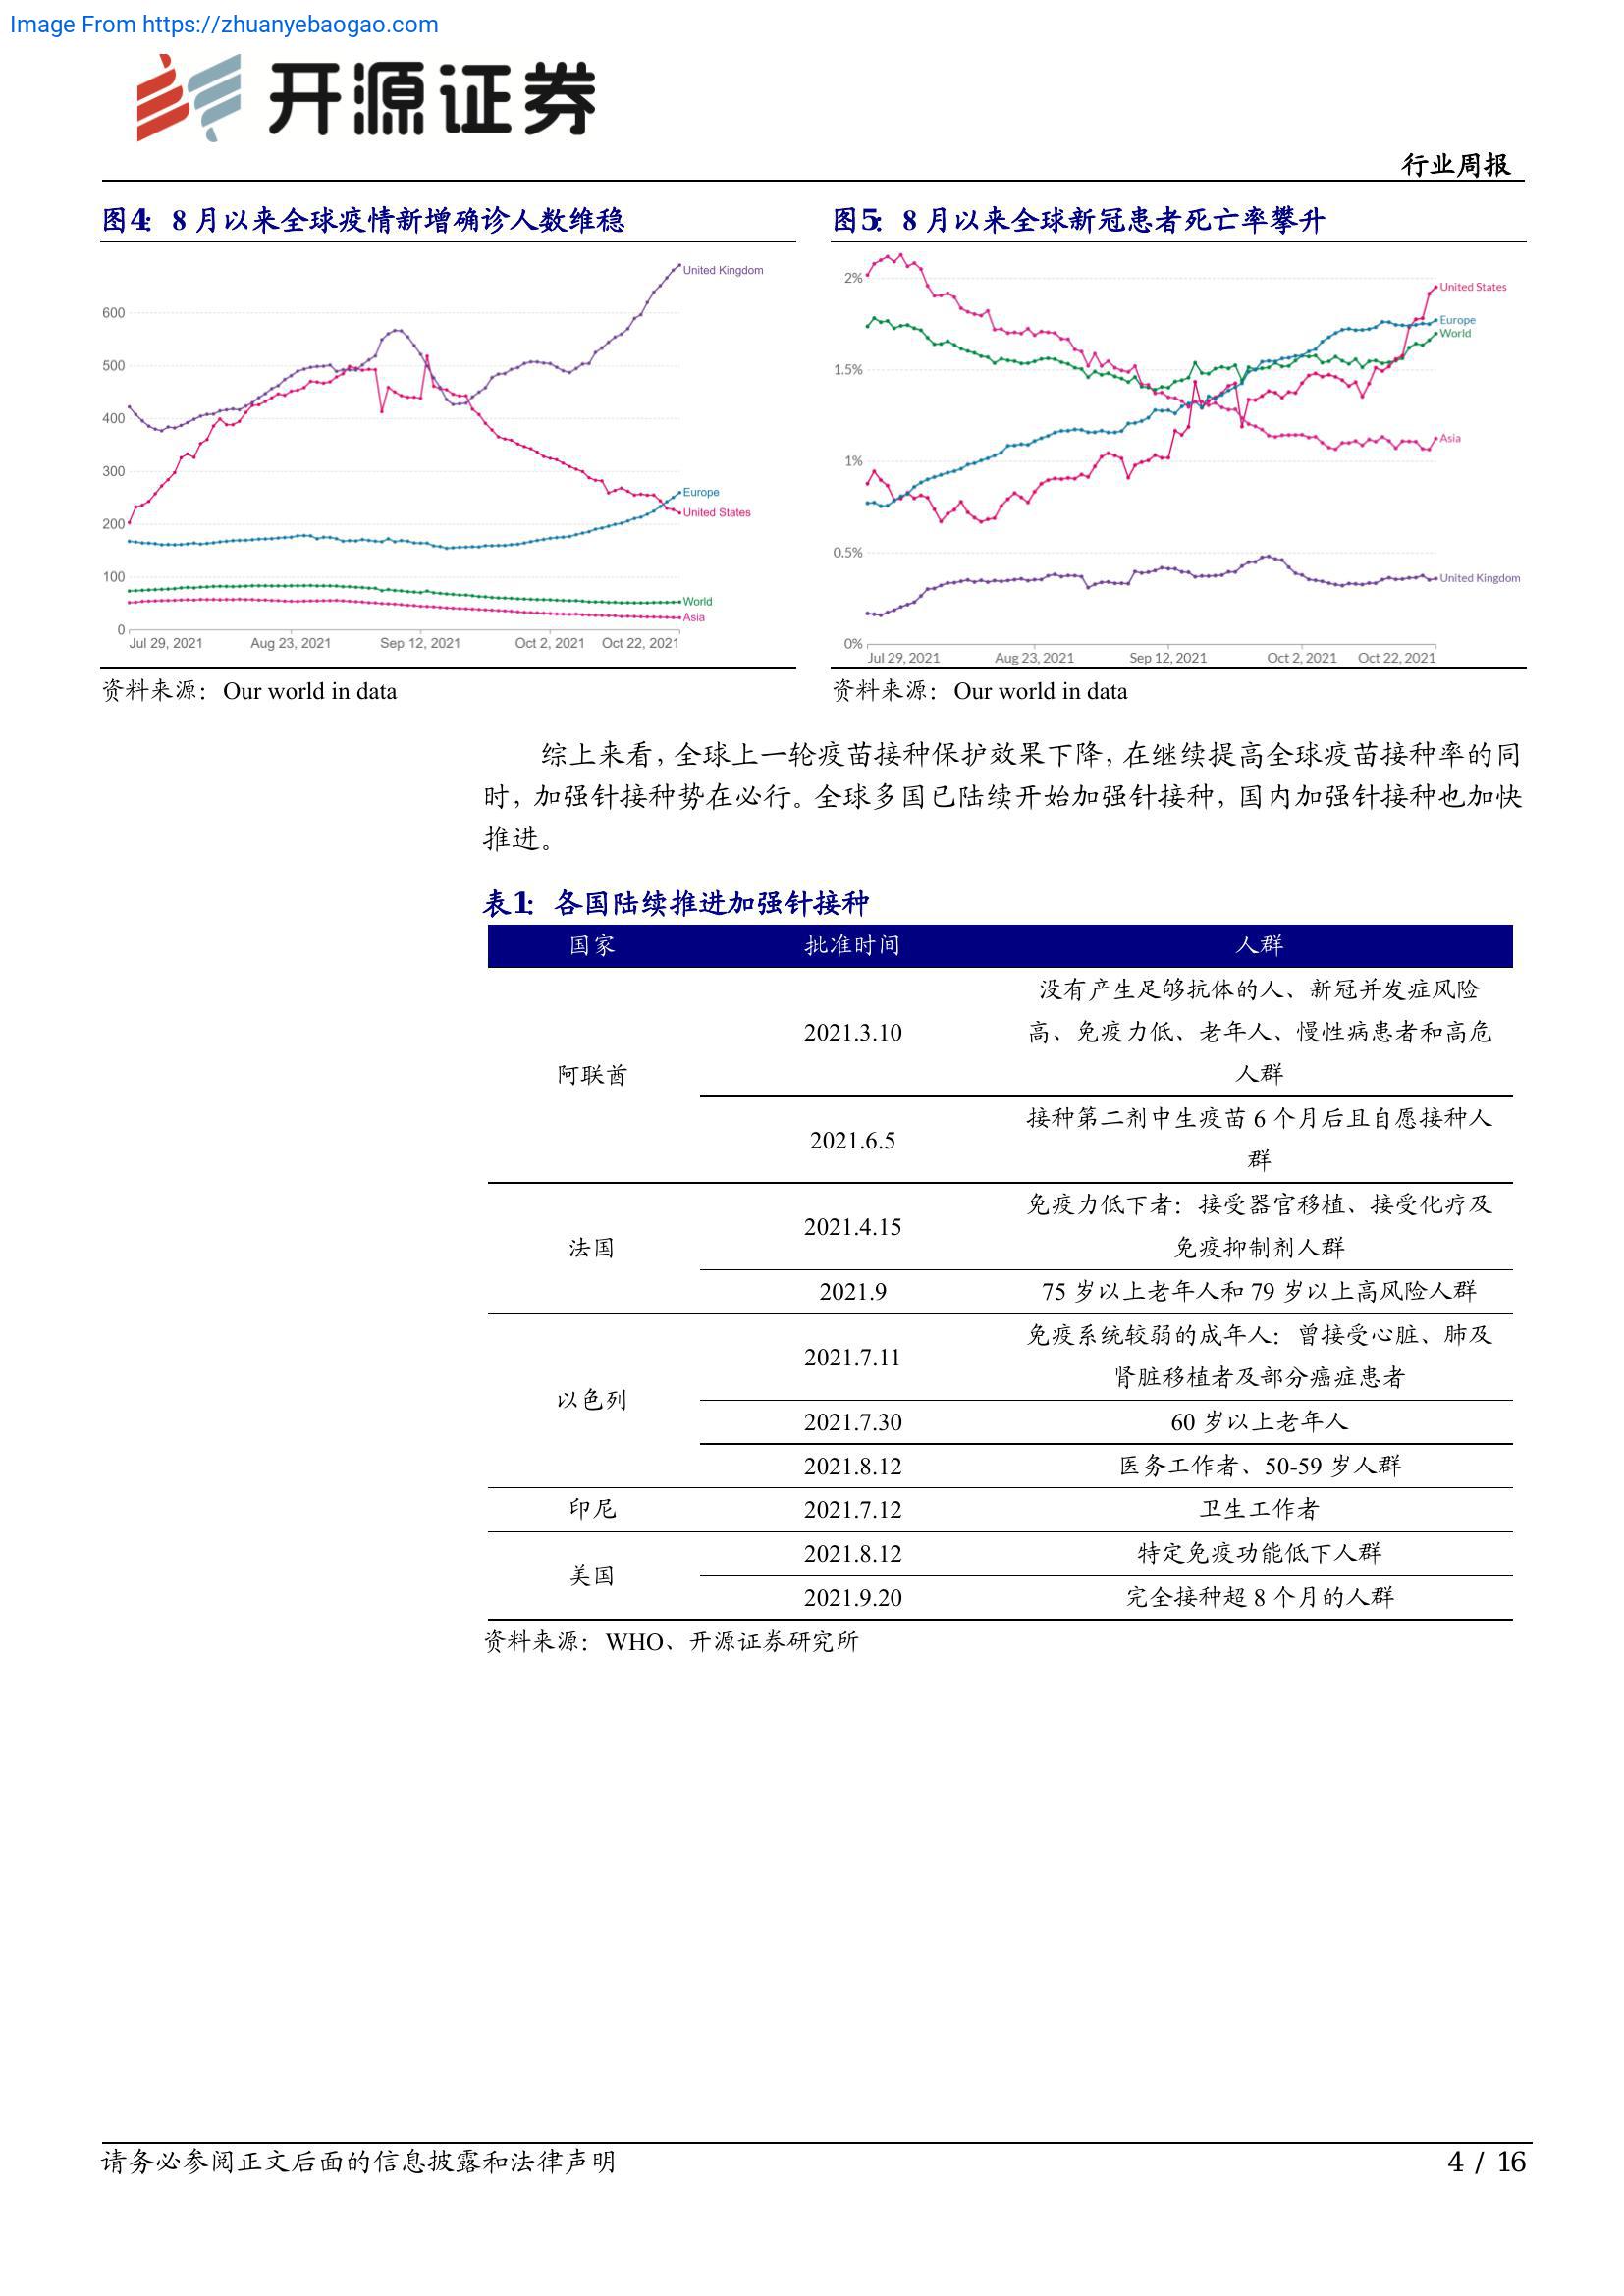 Image From https://zhuanyebaogao.com
开源证券
行业周报
图4： 8 月以来全球疫情新增确诊人数维稳
600
500
400
300
200
100
0
United Kingdom
Europe
United States
World
Asia
Jul 29, 2021 Aug 23, 2021 Sep 12, 2021 Oct 2, 2021 Oct 22, 2021
资料来源：Our world in data
图5： 8 月以来全球新冠患者死亡率攀升
2%
1.5%
1%
0.5%
0%
United States
Europe
World
Asia
United Kingdom
Jul 29, 2021 Aug 23, 2021 Sep 12, 2021 Oct 2, 2021 Oct 22, 2021
资料来源：Our world in data
综上来看，全球上一轮疫苗接种保护效果下降，在继续提高全球疫苗接种率的同
时，加强针接种势在必行。全球多国已陆续开始加强针接种，国内加强针接种也加快
推进。
表1： 各国陆续推进加强针接种
国家 批准时间 人群
阿联酋
2021.3.10
没有产生足够抗体的人、新冠并发症风险
高、免疫力低、老年人、慢性病患者和高危
人群
2021.6.5
接种第二剂中生疫苗 6 个月后且自愿接种人
群
法国
2021.4.15
免疫力低下者：接受器官移植、接受化疗及
免疫抑制剂人群
2021.9 75 岁以上老年人和 79 岁以上高风险人群
以色列
2021.7.11
免疫系统较弱的成年人：曾接受心脏、肺及
肾脏移植者及部分癌症患者
2021.7.30 60 岁以上老年人
2021.8.12 医务工作者、50-59 岁人群
印尼 2021.7.12 卫生工作者
美国
2021.8.12 特定免疫功能低下人群
2021.9.20 完全接种超 8 个月的人群
资料来源：WHO、开源证券研究所
请务必参阅正文后面的信息披露和法律声明
4 / 16